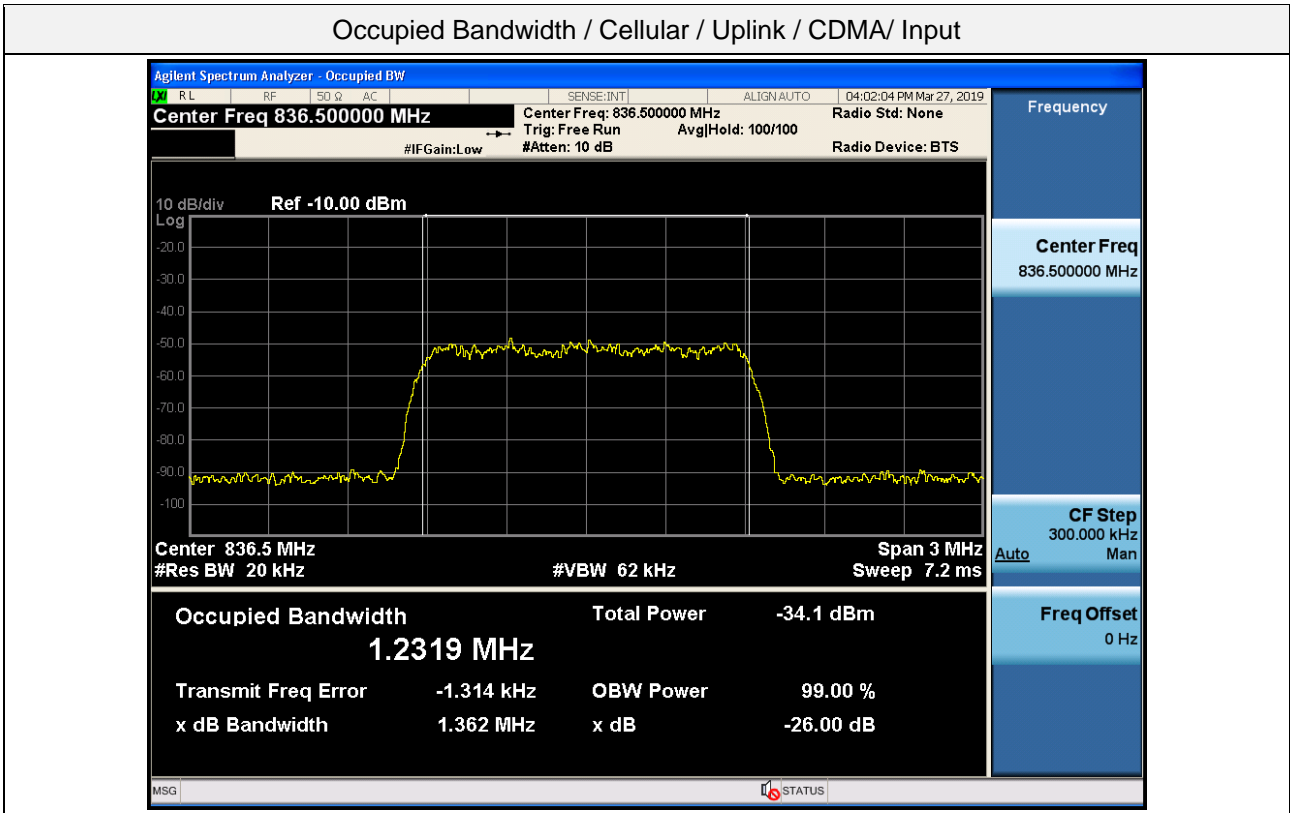 Occupied Bandwidth / Cellular / Uplink / CDMA/ Input
Agilent Spectrum Analyzer - Occupied BW
LXI RL RF 50 Ω AC SENSE:INT ALIGN AUTO 04:02:04 PM Mar 27, 2019
Center Freq 836.500000 MHz
Center Freq: 836.500000 MHz Radio Std: None
Trig: Free Run Avg|Hold: 100/100
#IFGain:Low #Atten: 10 dB Radio Device: BTS
10 dB/div Ref -10.00 dBm
Log
-20.0
-30.0
-40.0
-50.0
-60.0
-70.0
-80.0
-90.0
-100
Center 836.5 MHz Span 3 MHz
#Res BW 20 kHz #VBW 62 kHz Sweep 7.2 ms
Occupied Bandwidth Total Power -34.1 dBm
1.2319 MHz
Transmit Freq Error -1.314 kHz OBW Power 99.00 %
x dB Bandwidth 1.362 MHz x dB -26.00 dB
MSG STATUS
Frequency
Center Freq
836.500000 MHz
CF Step
300.000 kHz
Auto Man
Freq Offset
0 Hz